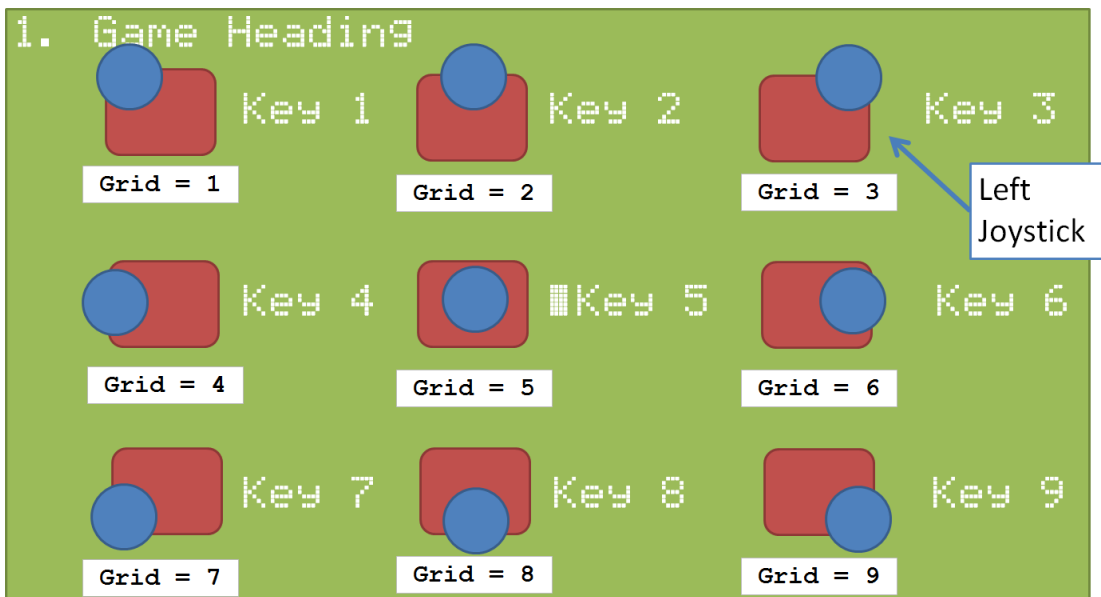 1. Game Heading
Key 1
Key 2
Key 3
Grid = 1
Grid = 2
Grid = 3
Left
Joystick
Key 4
Key 5
Key 6
Grid = 4
Grid = 5
Grid = 6
Key 7
Key 8
Key 9
Grid = 7
Grid = 8
Grid = 9